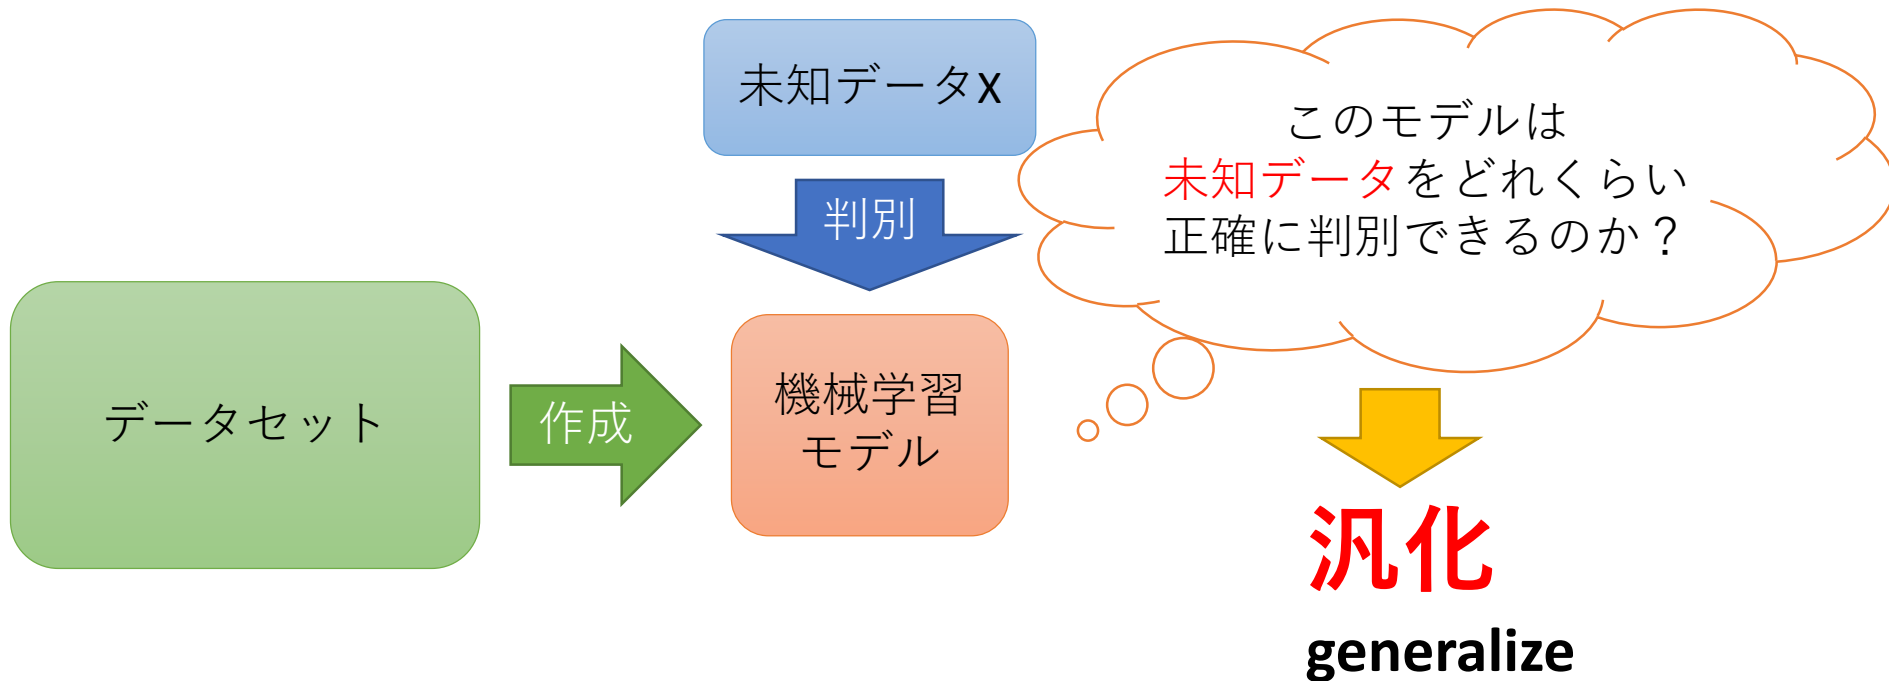 未知データX
判別
データセット
作成
機械学習
モデル
このモデルは
未知データをどれくらい
正確に判別できるのか？
汎化
generalize